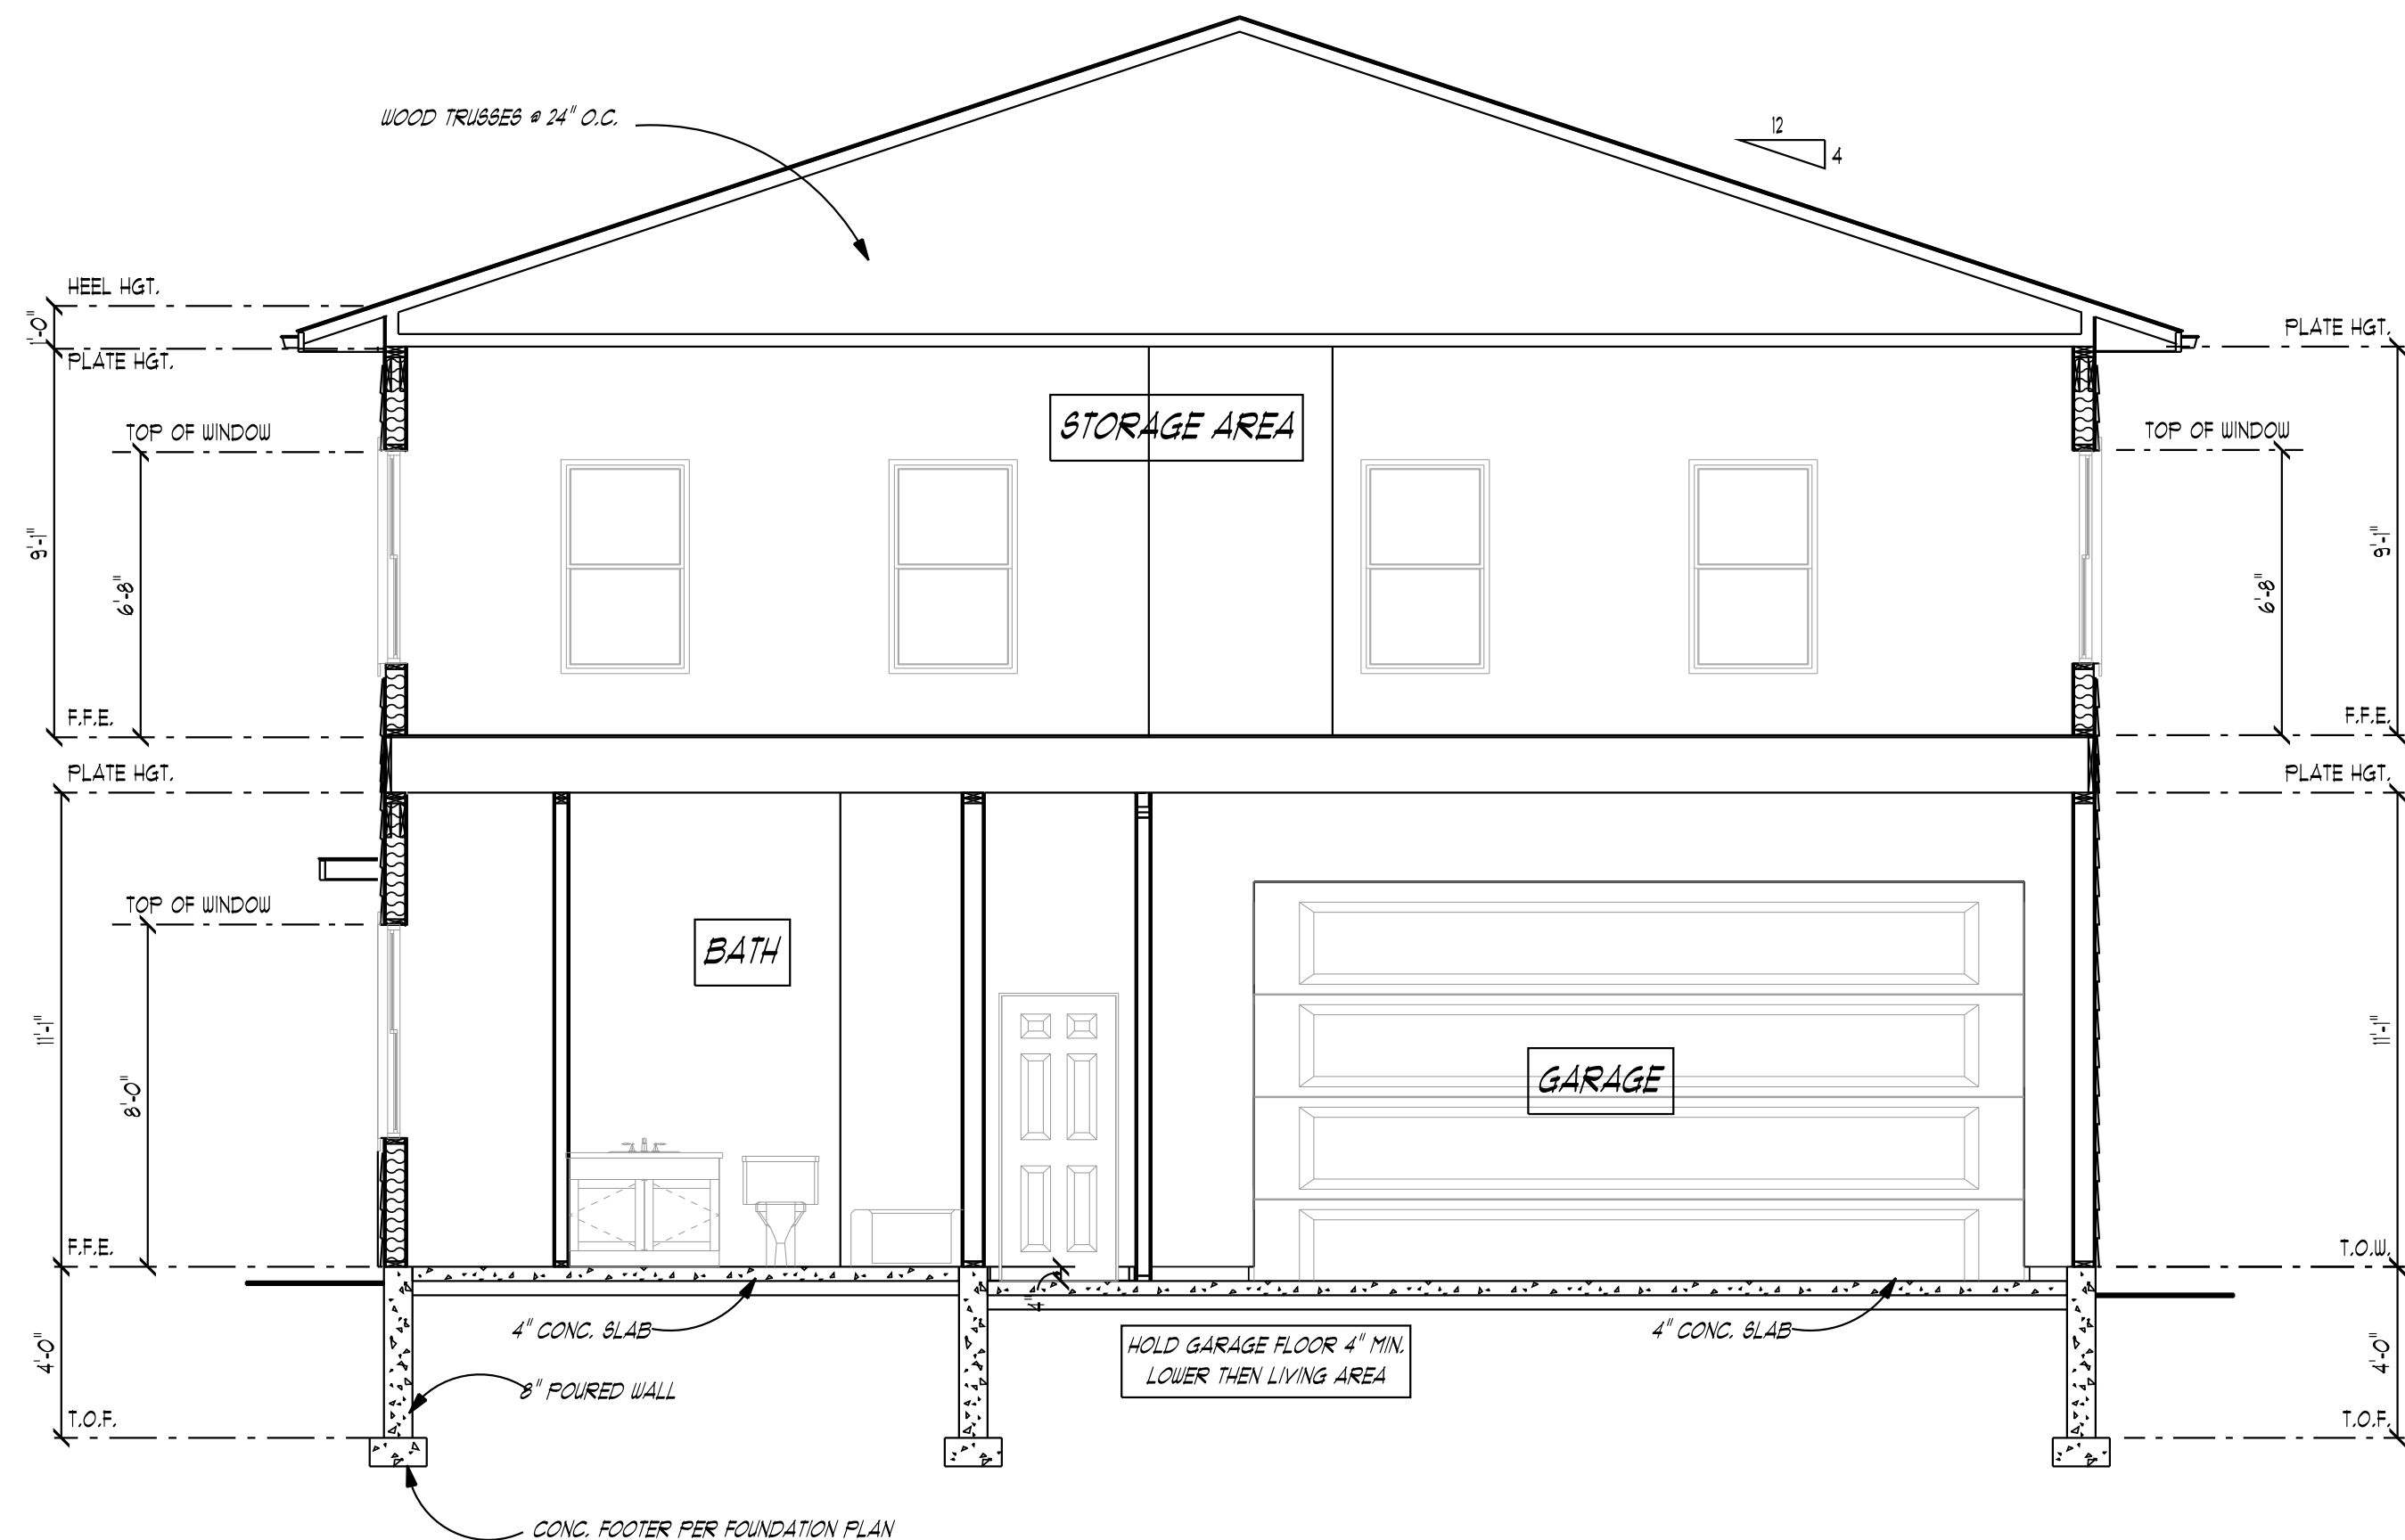 WOOD TRUSSES @ 24" O.C.
12
4
HEEL HGT.
1'-0"
PLATE HGT.
PLATE HGT.
STORAGE AREA
TOP OF WINDOW
TOP OF WINDOW
9'-1"
6'-8"
9'-1"
6'-8"
F.F.E.
F.F.E.
PLATE HGT.
PLATE HGT.
TOP OF WINDOW
BATH
11'-1"
8'-0"
GARAGE
11'-1"
F.F.E.
T.O.W.
4"
4" CONC. SLAB
4" CONC. SLAB
HOLD GARAGE FLOOR 4" MIN.
LOWER THEN LIVING AREA
4'-0"
4'-0"
8" POURED WALL
T.O.F.
T.O.F.
CONC. FOOTER PER FOUNDATION PLAN